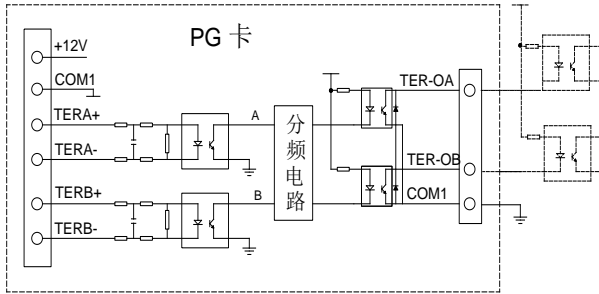 PG 卡
+12V
COM1
TERA+
TERA-
TERB+
TERB-
A
B
分频电路
TER-OA
TER-OB
COM1